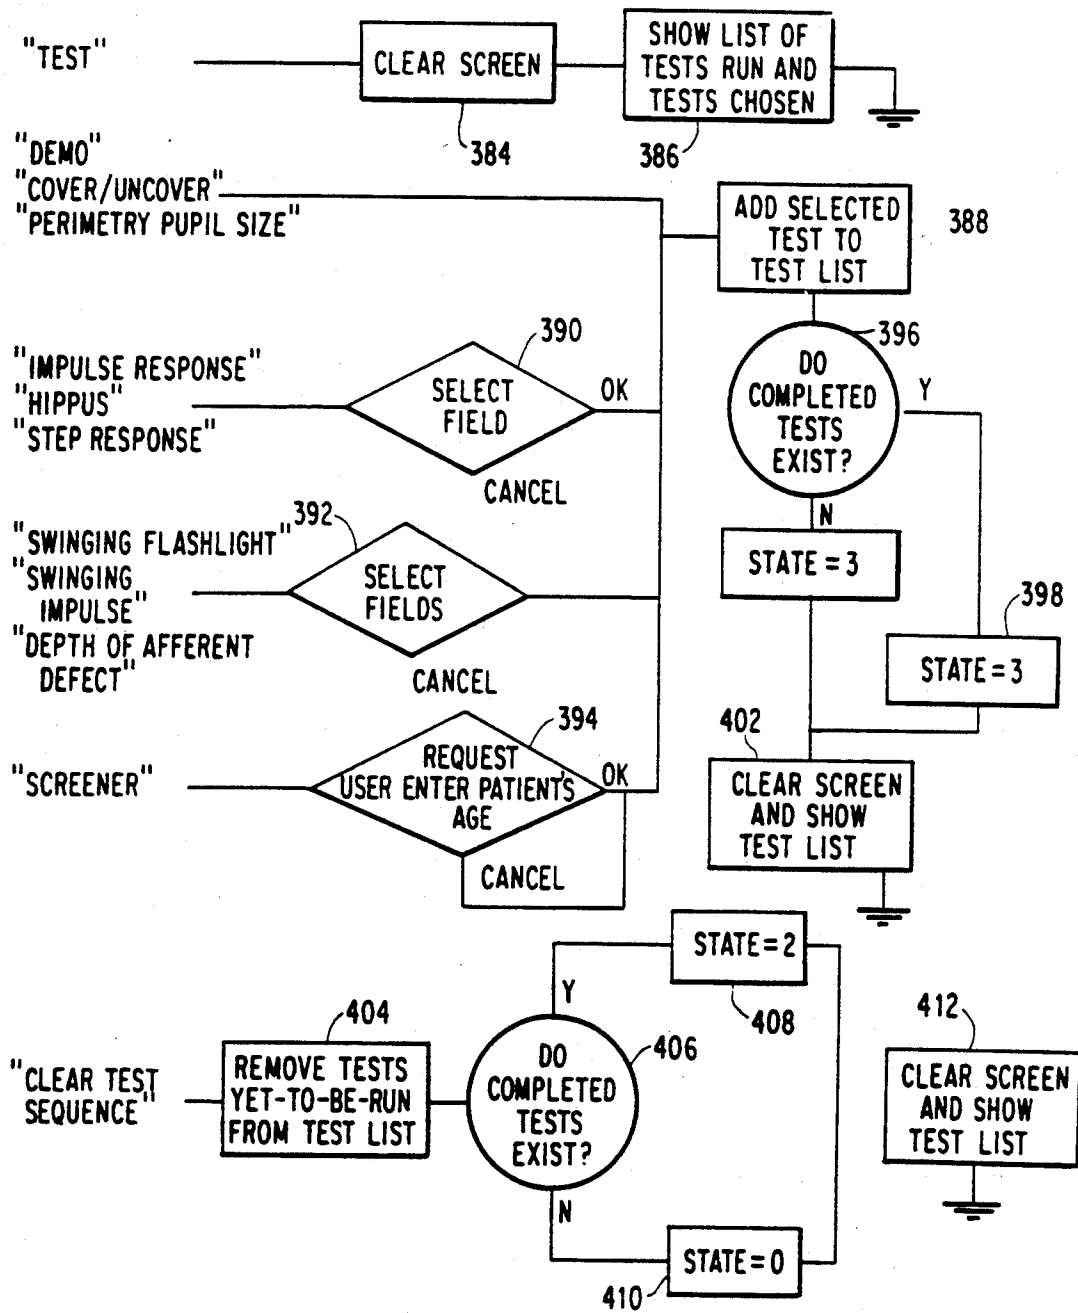 "TEST"
CLEAR SCREEN
384
SHOW LIST OF
TESTS RUN AND
TESTS CHOSEN
386
"DEMO"
"COVER/UNCOVER"
"PERIMETRY PUPIL SIZE"
ADD SELECTED
TEST TO
TEST LIST
388
"IMPULSE RESPONSE"
"HIPPUS"
"STEP RESPONSE"
390
SELECT
FIELD
OK
CANCEL
396
DO
COMPLETED
TESTS
EXIST?
Y
N
STATE = 3
398
STATE = 3
"SWINGING FLASHLIGHT"
"SWINGING
IMPULSE"
"DEPTH OF AFFERENT
DEFECT"
392
SELECT
FIELDS
CANCEL
"SCREENER"
394
REQUEST
USER ENTER PATIENT'S
AGE
OK
CANCEL
402
CLEAR SCREEN
AND SHOW
TEST LIST
"CLEAR TEST
SEQUENCE"
404
REMOVE TESTS
YET-TO-BE-RUN
FROM TEST LIST
406
DO
COMPLETED
TESTS
EXIST?
Y
STATE = 2
408
N
STATE = 0
410
412
CLEAR SCREEN
AND SHOW
TEST LIST